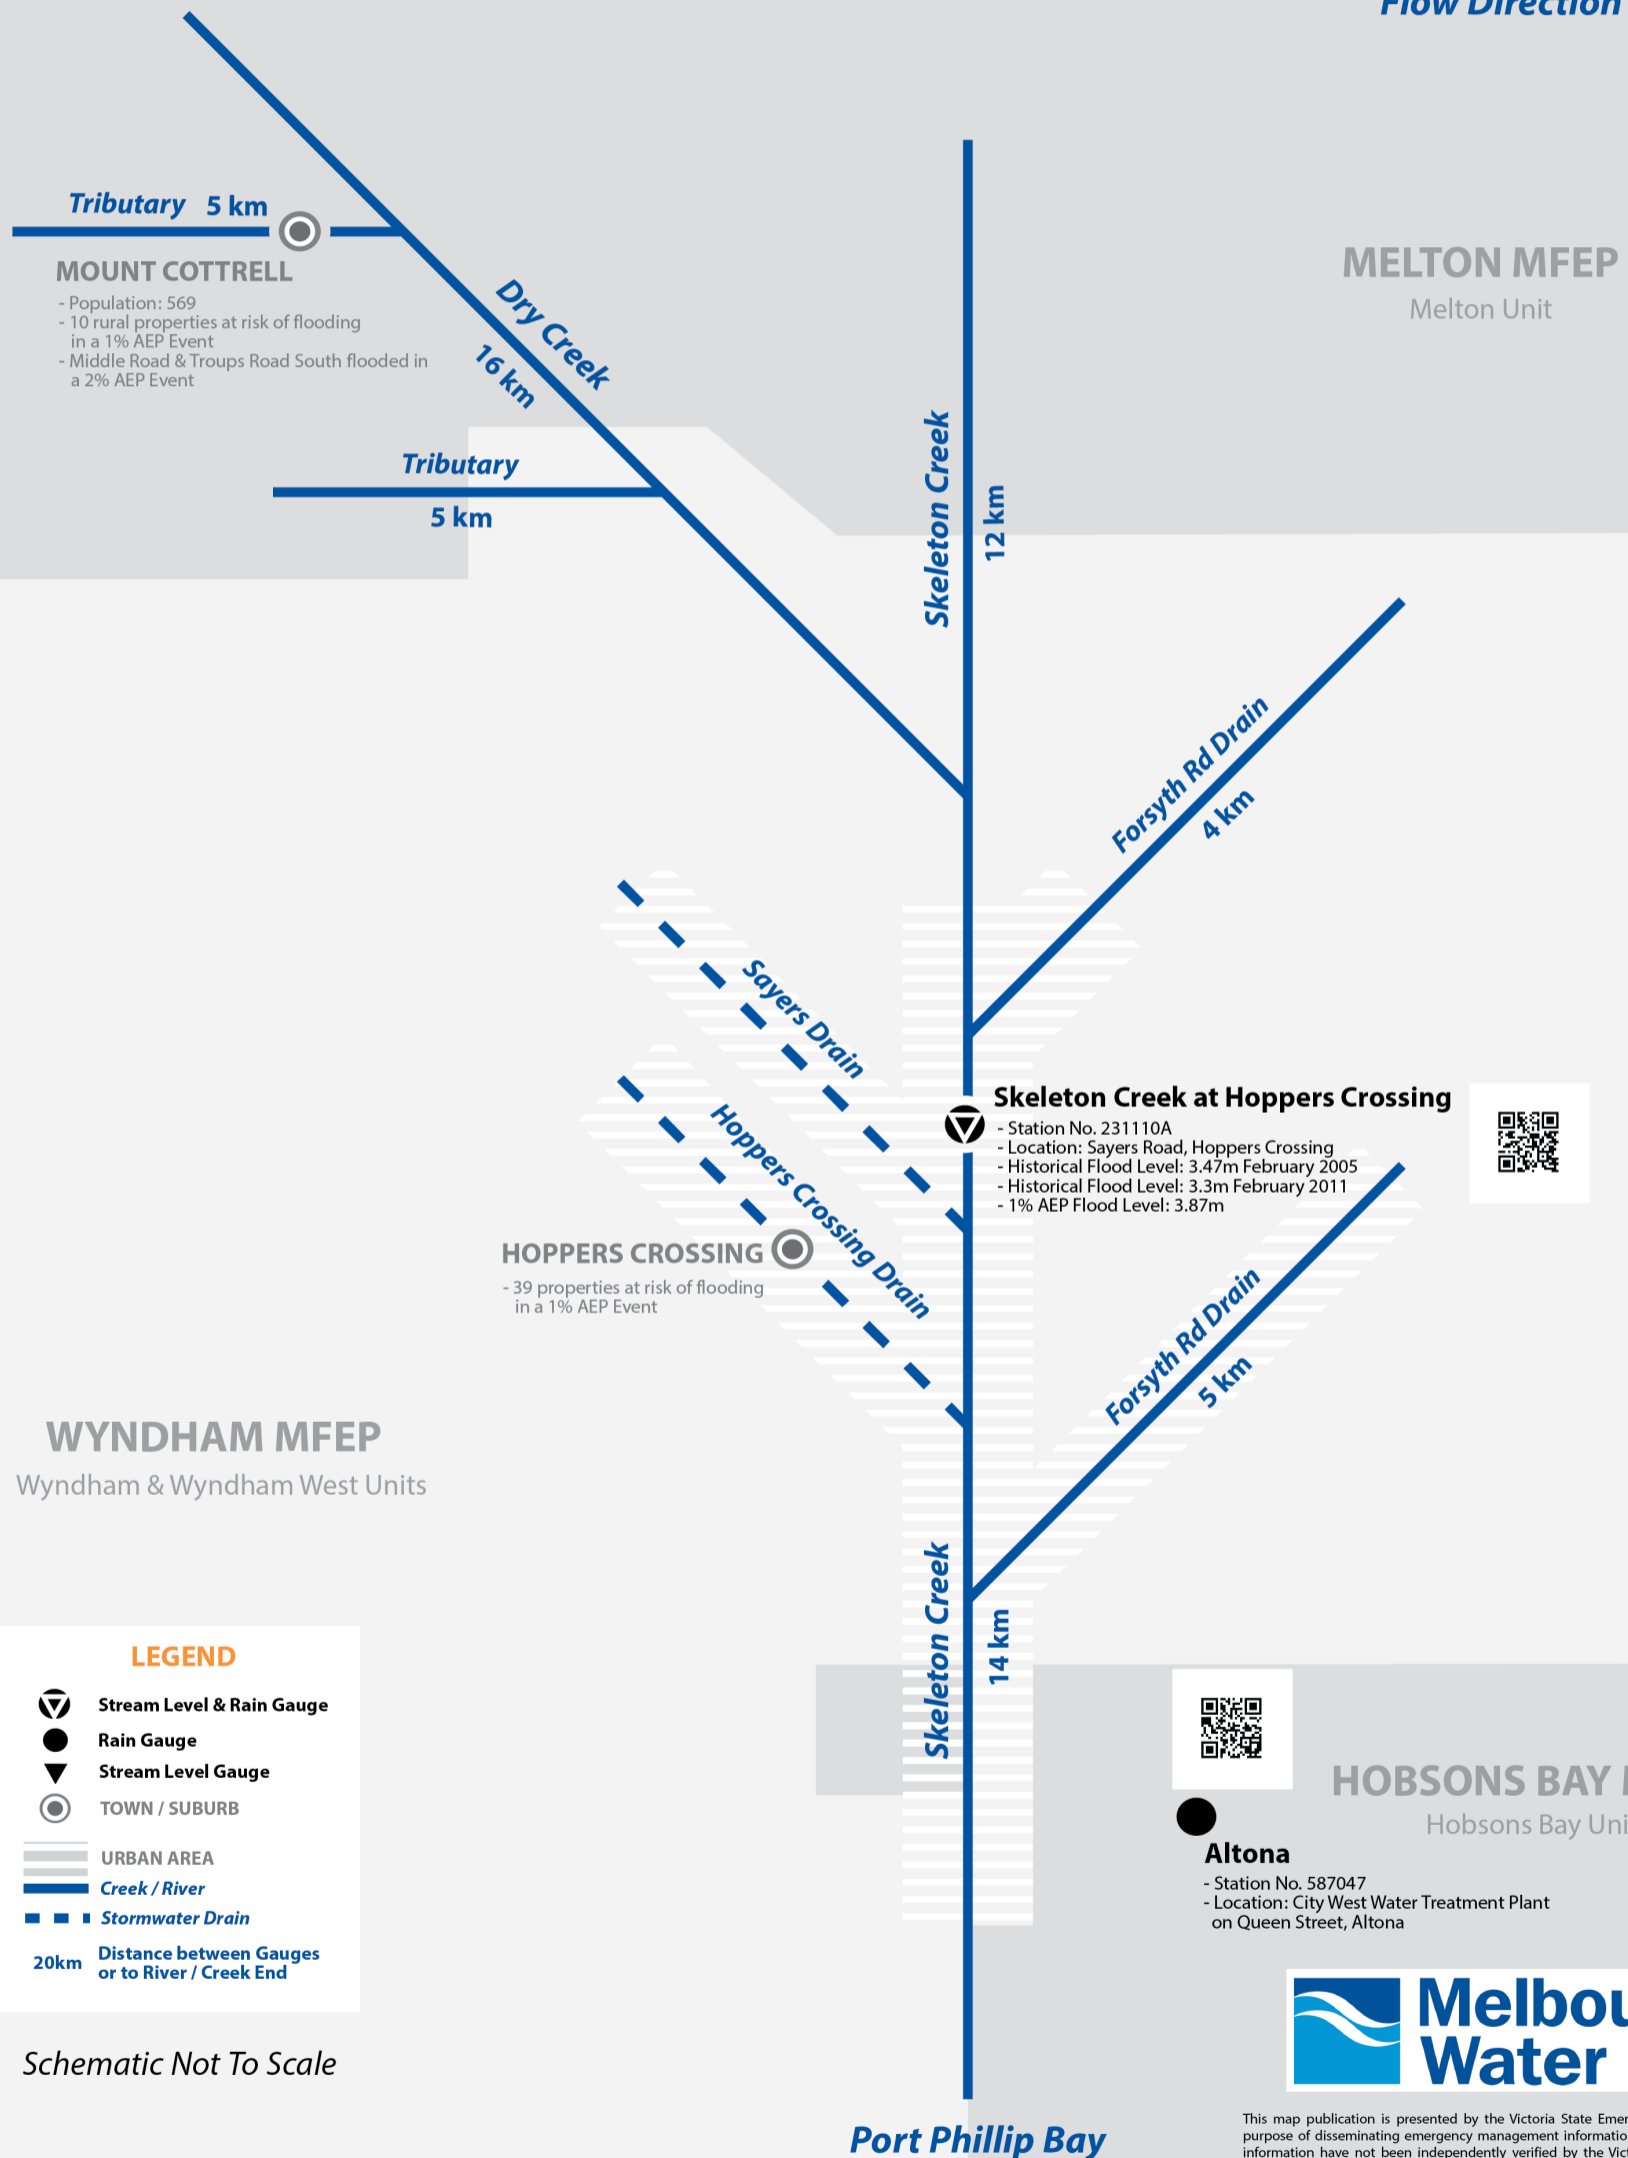 Flow Direction
Tributary 5 km
MOUNT COTTRELL
- Population: 569
- 10 rural properties at risk of flooding
in a 1% AEP Event
- Middle Road & Troups Road South flooded in
a 2% AEP Event
MELTON MFEP
Melton Unit
Dry Creek
16 km
Tributary
5 km
Skeleton Creek
12 km
Forsyth Rd Drain
4 km
Sayers Drain
Skeleton Creek at Hoppers Crossing
- Station No. 231110A
- Location: Sayers Road, Hoppers Crossing
- Historical Flood Level: 3.47m February 2005
- Historical Flood Level: 3.3m February 2011
- 1% AEP Flood Level: 3.87m
Hoppers Crossing Drain
HOPPERS CROSSING
- 39 properties at risk of flooding
in a 1% AEP Event
Forsyth Rd Drain
5 km
WYNDHAM MFEP
Wyndham & Wyndham West Units
Skeleton Creek
14 km
LEGEND
Stream Level & Rain Gauge
Rain Gauge
Stream Level Gauge
TOWN / SUBURB
URBAN AREA
Creek / River
Stormwater Drain
20km Distance between Gauges
or to River / Creek End
Schematic Not To Scale
HOBSONS BAY
Hobsons Bay Uni
Altona
- Station No. 587047
- Location: City West Water Treatment Plant
on Queen Street, Altona
Melbou
Water
Port Phillip Bay
This map publication is presented by the Victoria State Emer
purpose of disseminating emergency management informatio
information have not been independently verified by the Vict